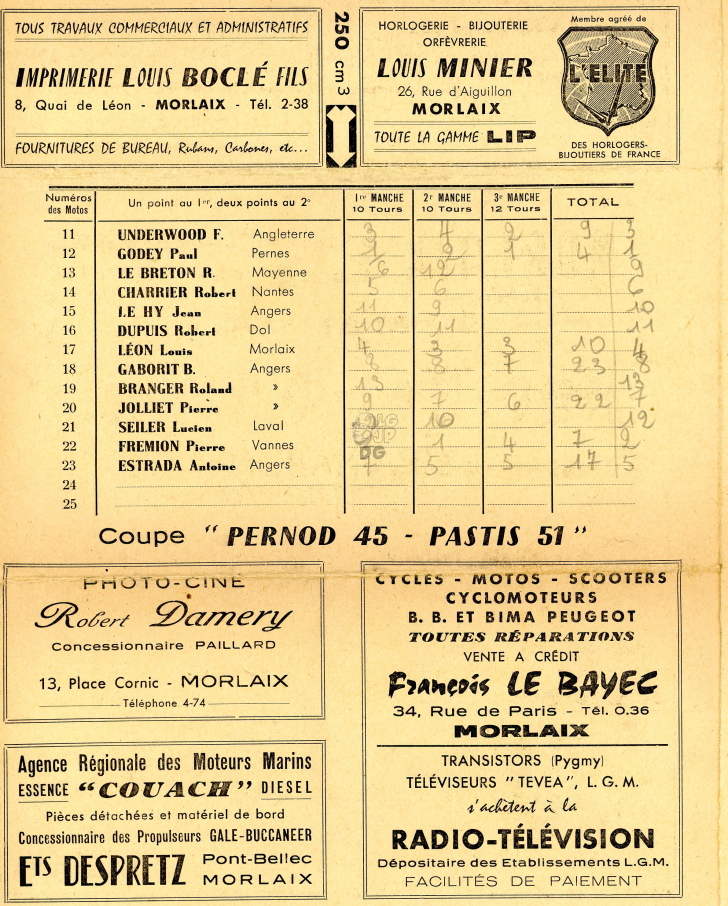 TOUS TRAVAUX COMMERCIAUX ET ADMINISTRATIFS
IMPRIMERIE LOUIS BOCLÉ FILS
8, Quai de Léon - MORLAIX - Tél. 2-38
FOURNITURES DE BUREAU, Rubans, Carbones, etc...
250 cm3
HORLOGERIE - BIJOUTERIE
ORFÈVRERIE
LOUIS MINIER
26, Rue d'Aiguillon
MORLAIX
TOUTE LA GAMME LIP
Membre agréé de
L'ELITE
DES HORLOGERS-
BIJOUTIERS DE FRANCE
Numéros des Motos Un point au 1er, deux points au 2e 1re MANCHE 10 Tours 2e MANCHE 10 Tours 3e MANCHE 12 Tours TOTAL
11 UNDERWOOD F. Angleterre 3 4 2 9 3
12 GODEY Paul Pernes 1 2 1 4 1
13 LE BRETON R. Mayenne 6 12 9
14 CHARRIER Robert Nantes 5 6 6
15 LE HY Jean Angers 11 9 10
16 DUPUIS Robert Dol 10 11 11
17 LÉON Louis Morlaix 4 3 3 10 4
18 GABORIT B. Angers 8 8 7 23 8
19 BRANGER Roland » 13 13
20 JOLLIET Pierre » 9 7 6 22 7
21 SEILER Lucien Laval 10 12
22 FREMION Pierre Vannes 1 4 7 2
23 ESTRADA Antoine Angers 7 5 5 17 5
24
25
Coupe "PERNOD 45 - PASTIS 51"
PHOTO-CINÉ
Robert Damery
Concessionnaire PAILLARD
13, Place Cornic - MORLAIX
Téléphone 4-74
Agence Régionale des Moteurs Marins
ESSENCE "COUACH" DIESEL
Pièces détachées et matériel de bord
Concessionnaire des Propulseurs GALE-BUCCANEER
ETS DESPRETZ Pont-Bellec
MORLAIX
CYCLES - MOTOS - SCOOTERS
CYCLOMOTEURS
B. B. ET BIMA PEUGEOT
TOUTES RÉPARATIONS
VENTE A CRÉDIT
François LE BAYEC
34, Rue de Paris - Tél. 0.36
MORLAIX
TRANSISTORS (Pygmy)
TÉLÉVISEURS "TEVEA", L. G. M.
s'achètent à la
RADIO-TÉLÉVISION
Dépositaire des Etablissements L.G.M.
FACILITÉS DE PAIEMENT